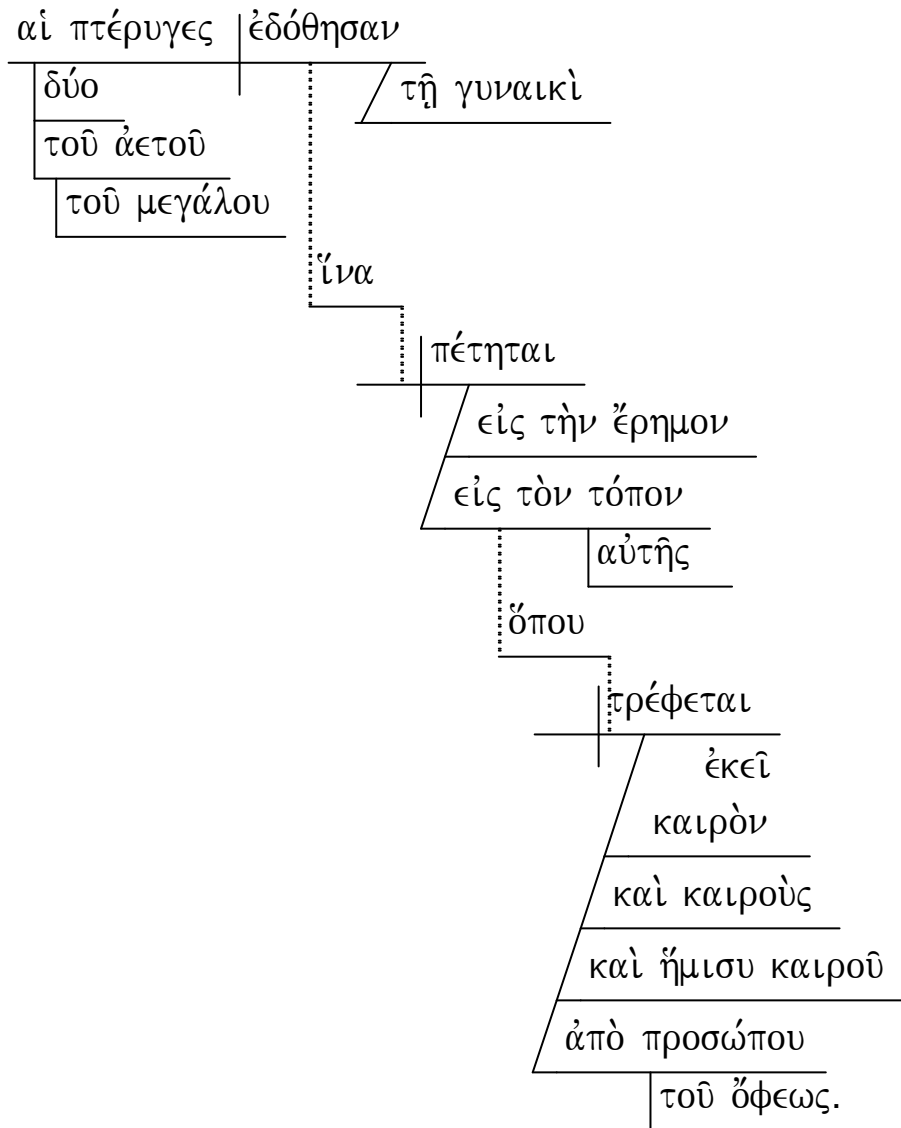 αἱ πτέρυγες ἐδόθησαν
δύο τῇ γυναικὶ
τοῦ ἀετοῦ
τοῦ μεγάλου
ἵνα
πέτηται
εἰς τὴν ἔρημον
εἰς τὸν τόπον
αὐτῆς
ὅπου
τρέφεται
ἐκεῖ
καιρὸν
καὶ καιροὺς
καὶ ἥμισυ καιροῦ
ἀπὸ προσώπου
τοῦ ὄφεως.